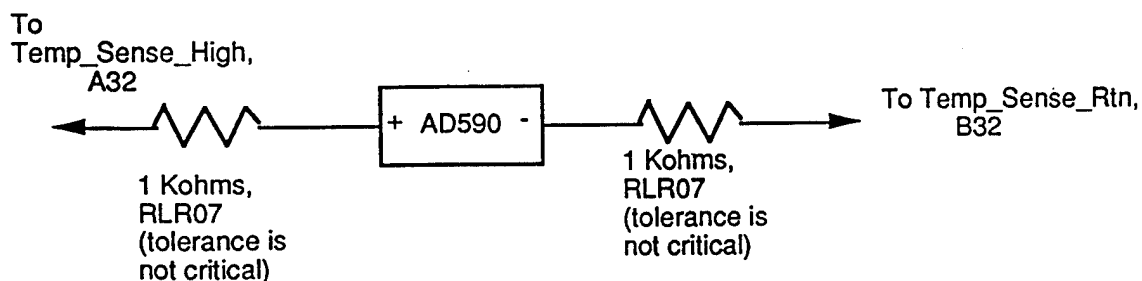 To
Temp_Sense_High,
A32
+ AD590 -
To Temp_Sense_Rtn,
B32
1 Kohms,
RLR07
(tolerance is
not critical)
1 Kohms,
RLR07
(tolerance is
not critical)